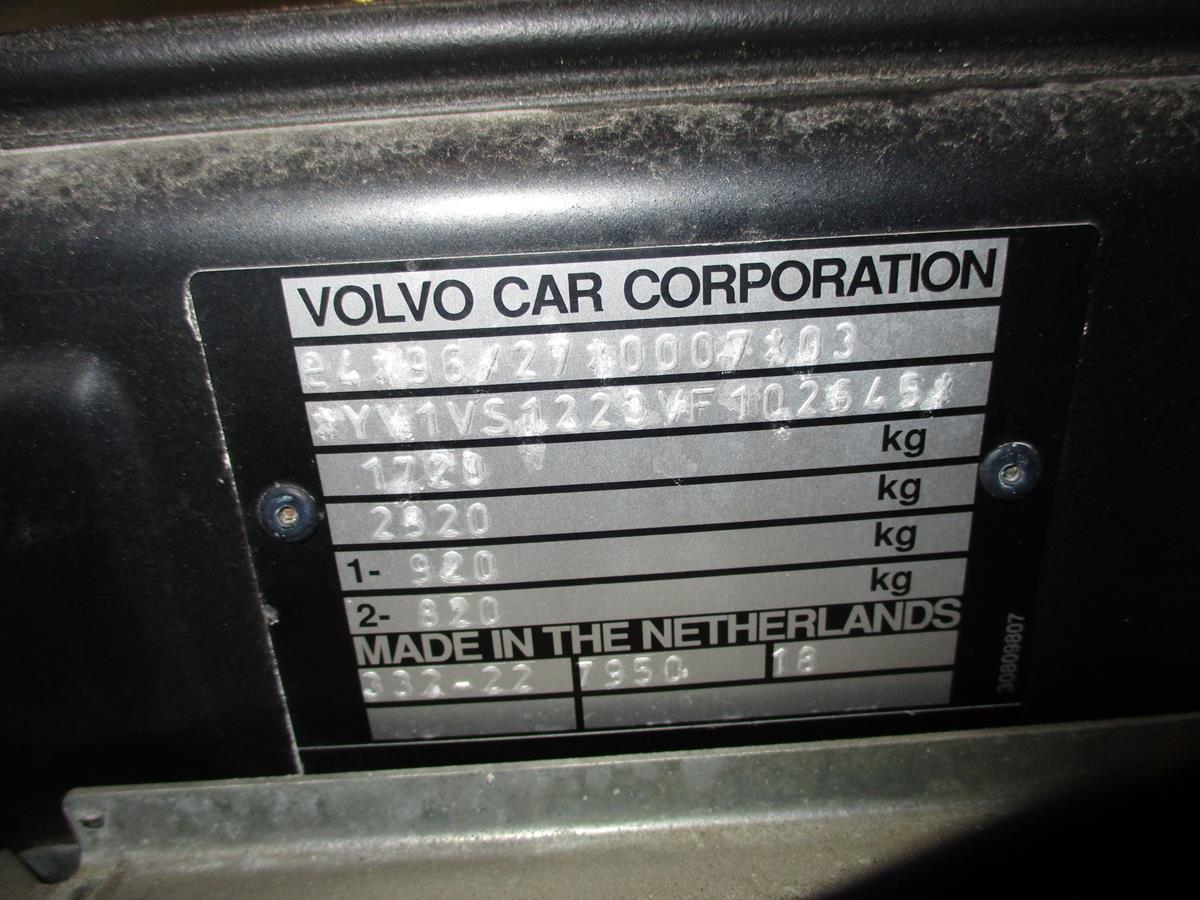 VOLVO CAR CORPORATION
e4*96/27*0007*03
*YV1VS1223VF102645*
1720 kg
2920 kg
1- 920 kg
2- 820 kg
MADE IN THE NETHERLANDS
332-22 7950 18
30809807